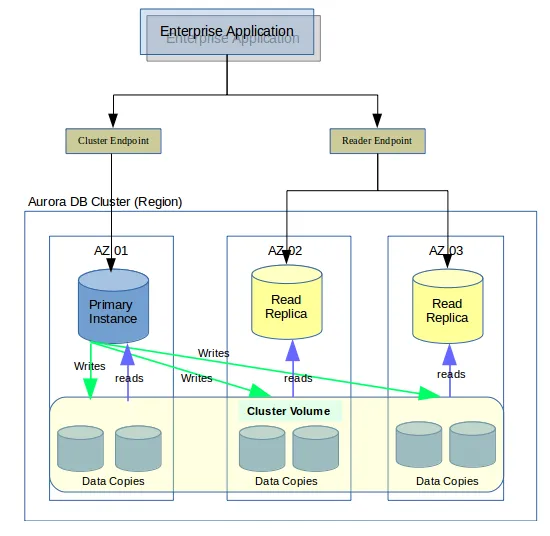 Enterprise Application
Enterprise Application
Cluster Endpoint
Reader Endpoint
Aurora DB Cluster (Region)
AZ 01
AZ 02
AZ 03
Primary
Instance
Read
Replica
Read
Replica
Writes
Writes
Writes
reads
reads
reads
Cluster Volume
Data Copies
Data Copies
Data Copies